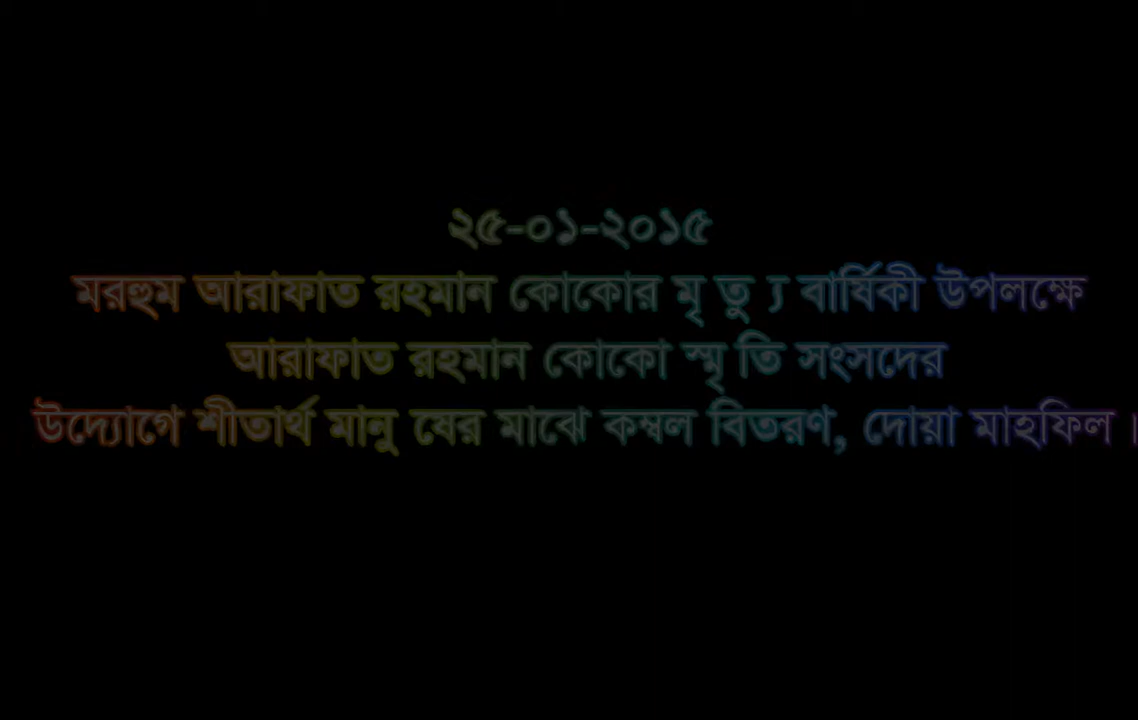 ২৫-০১-২০১৫
মরহুম আরাফাত রহমান কোকোর মৃ তু্ য বার্ষিকী উপলক্ষে
আরাফাত রহমান কোকো স্মৃ তি সংসদের
উদ্যোগে শীতার্থ মানু ষের মাঝে কম্বল বিতরণ, দোয়া মাহফিল ।